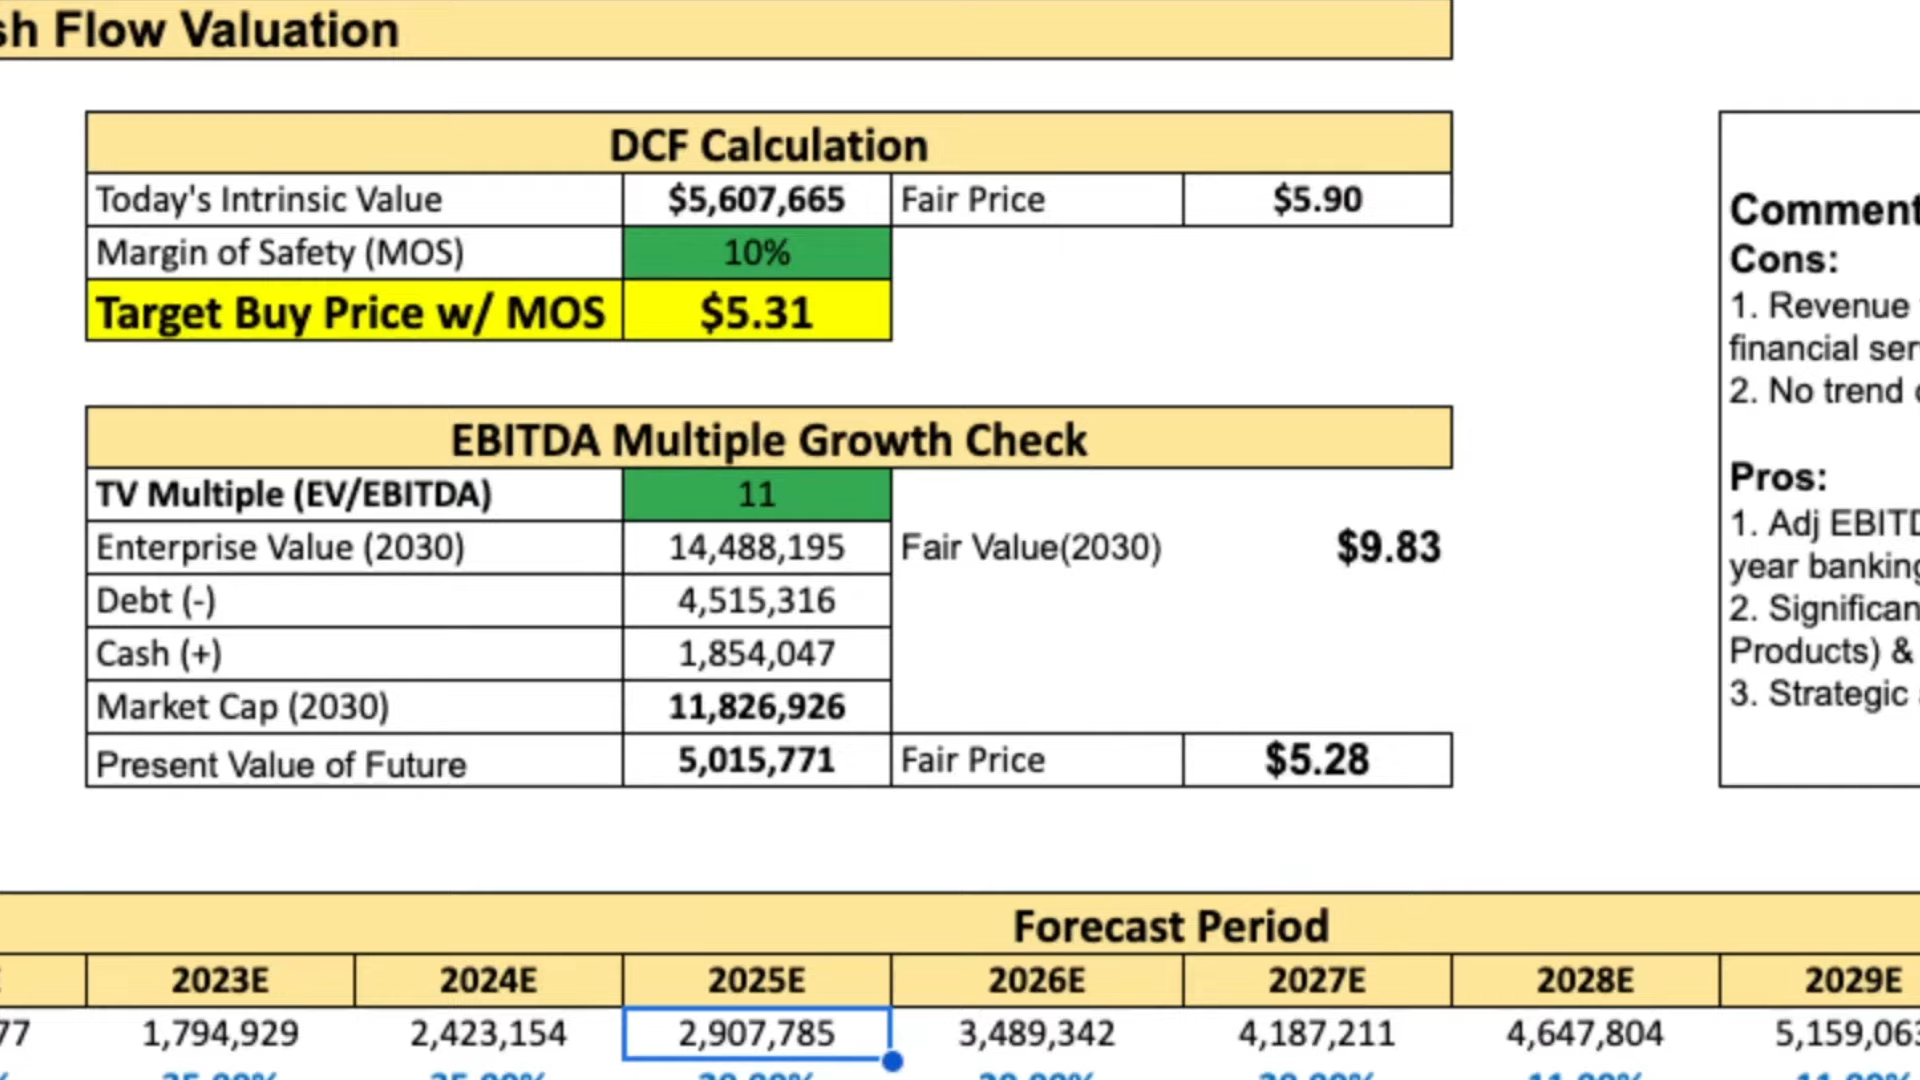 sh Flow Valuation
DCF Calculation
Today's Intrinsic Value $5,607,665 Fair Price $5.90
Margin of Safety (MOS) 10%
Target Buy Price w/ MOS $5.31
EBITDA Multiple Growth Check
TV Multiple (EV/EBITDA) 11
Enterprise Value (2030) 14,488,195 Fair Value(2030) $9.83
Debt (-) 4,515,316
Cash (+) 1,854,047
Market Cap (2030) 11,826,926
Present Value of Future 5,015,771 Fair Price $5.28
Comment
Cons:
1. Revenue
financial ser
2. No trend
Pros:
1. Adj EBITD
year banking
2. Significan
Products) &
3. Strategic
Forecast Period
2023E 2024E 2025E 2026E 2027E 2028E 2029E
77 1,794,929 2,423,154 2,907,785 3,489,342 4,187,211 4,647,804 5,159,063